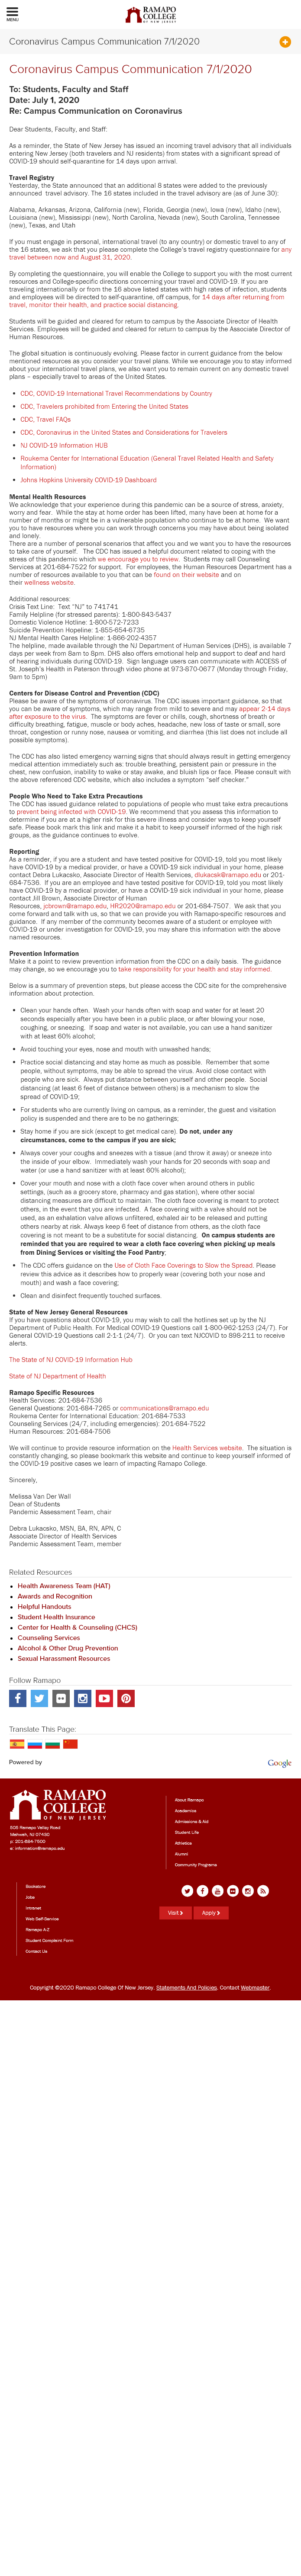 MENU
RAMAPO
COLLEGE
OF NEW JERSEY
Coronavirus Campus Communication 7/1/2020
Coronavirus Campus Communication 7/1/2020
To: Students, Faculty and Staff
Date: July 1, 2020
Re: Campus Communication on Coronavirus
Dear Students, Faculty, and Staff:
As a reminder, the State of New Jersey has issued an incoming travel advisory that all individuals
entering New Jersey (both travelers and NJ residents) from states with a significant spread of
COVID-19 should self-quarantine for 14 days upon arrival.
Travel Registry
Yesterday, the State announced that an additional 8 states were added to the previously
announced travel advisory. The 16 states included in the travel advisory are (as of June 30):
Alabama, Arkansas, Arizona, California (new), Florida, Georgia (new), Iowa (new), Idaho (new),
Louisiana (new), Mississippi (new), North Carolina, Nevada (new), South Carolina, Tennessee
(new), Texas, and Utah
If you must engage in personal, international travel (to any country) or domestic travel to any of
the 16 states, we ask that you please complete the College's travel registry questionnaire for any
travel between now and August 31, 2020.
By completing the questionnaire, you will enable the College to support you with the most recurrent
resources and College-specific requirements regarding your travel and COVID-19. If you are
traveling internationally or from the 16 above listed states with high rates of infection, students
and employees will be required to self-quarantine, off campus, for 14 days after returning from
travel, monitor their health, and practice social distancing.
Students will be guided and cleared for return to campus by the Associate Director of Health
Services. Employees will be guided and cleared for return to campus by the Associate Director of
Human Resources.
The global situation is continuously evolving. Please factor in current guidance from the below
mentioned resources when considering your travel plans. While we are most interested in learning
about your international travel plans, we also want you to remain current on any domestic travel
plans – especially travel to areas of the United States.
• CDC, COVID-19 International Travel Recommendations by Country
• CDC, Travelers prohibited from Entering the United States
• CDC, Travel FAQs
• CDC, Coronavirus in the United States and Considerations for Travelers
• NJ COVID-19 Information HUB
• Roukema Center for International Education (General Travel Related Health and Safety
Information)
• Johns Hopkins University COVID-19 Dashboard
Mental Health Resources
We acknowledge that your experience during this pandemic can be a source of stress, anxiety, and
fear. When the stay at home order first began in March, many of us did not anticipate a number of
days at home. Even as the stay at home order has been lifted and we can be out in public more, a
number of months might be in a vulnerable population who continue to be at home.  We want
you to have resources where you can work through any difficult time, especially when feeling alone
and lonely.
There are a number of persons affected by the pandemic and we want you to have the resources
to take care of yourself.   The CDC has issued a helpful document related to coping with the
stress of this unique situation, which we encourage you to review.  Students, Counseling Services
at 201-684-7522 for support.  For employees, the Human Resources Department has a
number of resources available to you that can be found on their website and on
their wellness website.
Additional resources:
Crisis Text Line:  Text "NJ" to 741741
Family Helpline (for stressed parents): 1-800-843-5437
Domestic Violence Hotline: 1-800-572-7233
Suicide Prevention Hopeline: 1-855-654-6735
NJ Mental Health Cares Helpline: 1-866-202-4357
The helpline, made available through the NJ Department of Human Services (DHS), is available 7
days per week from 8am to 8pm. DHS also offers emotional support to those who are deaf or hard
of hearing individuals during COVID-19.  Sign language users can communicate with ACCESS of
St. Joseph's Health in Paterson through video phone at 973-870-0677 (Monday through Friday,
9am to 5pm)
Centers for Disease Control and Prevention (CDC)
Please be aware of the symptoms of coronavirus. The CDC issues important guidance, so that
you can be aware of symptoms, which may range from mild to severe and may appear 2-14 days
after exposure to the virus.  The symptoms are fever or chills, cough, shortness of breath or
difficulty breathing, fatigue, muscle or body aches, headache, new loss of taste or smell, sore
throat, congestion or runny nose, nausea or vomiting, and diarrhea (this list does not include all
possible symptoms).
The CDC has also listed emergency warning signs that should always result in getting emergency
medical attention immediately such as: trouble breathing, persistent pain or pressure in the
chest, new confusion, inability to wake or stay awake, and bluish lips or face. Please consult with
the above referenced CDC website, which also includes a symptom "self checker."
People Who Need to Take Extra Precautions
The CDC has issued guidance related to populations of people who must take extra precautions
to prevent being infected with COVID-19. We encourage you to read and use this information to
determine if you are at a higher risk or what is needed for others you love or support to be
safe. Please book mark this link and make it a habit to keep yourself aware of the high risk
groups, as the guidance continues to evolve.
Reporting
As a reminder, if you are a student and have tested positive for COVID-19, told you most likely
have COVID-19 by a medical provider, or have a COVID-19 sick individual in your home, please
contact Debra Lukacsko, Associate Director of Health Services, dlukacsk@ramapo.edu or 201-
684-7536.  If you are an employee and have tested positive for COVID-19, told you most likely
have COVID-19 by a medical provider, or have a COVID-19 sick individual in your home, please
contact Jill Brown, Associate Director of Human
Resources, jcbrown@ramapo.edu, HR2020@ramapo.edu or 201-684-7507.  We ask that you
come forward and talk with us, so that we can provide you with important Ramapo-specific
resources and guidance. If you are aware of a student or employee confirmed with
COVID-19 or under investigation for COVID-19, you may also share this information with the above
named resources.
Prevention Information
Make it a point to review prevention information from the CDC on a daily basis.  The guidance
may change, so we encourage you to take responsibility for your health and stay informed.
Below is a summary of prevention steps, but please access the CDC site for the comprehensive
information about protection.
• Clean your hands often.  Wash your hands often with soap and water for at least 20
seconds especially after you have been in a public place, or after blowing your nose,
coughing, or sneezing.  If soap and water is not available, you can use a hand sanitizer
with at least 60% alcohol;
• Avoid touching your eyes, nose and mouth with unwashed hands;
• Practice social distancing and stay home as much as possible.  Remember that some
people, without symptoms, may be able to spread the virus. Avoid close contact with
people who are sick.  Always put distance between yourself and other people.  Social
distancing (at least 6 feet of distance between others) is a mechanism to slow the
spread of COVID-19;
• For students who are currently living on campus, as a reminder, the guest and visitation
policy is suspended and there are to be no gatherings;
• Stay home if you are sick (except to get medical care). Do not, under any
circumstances, come to the campus if you are sick;
• Always cover your coughs and sneezes with a tissue (and throw it away) or sneeze into
the inside of your elbow.  Immediately wash your hands for 20 seconds with soap and
water (or use a hand sanitizer with at least 60% alcohol);
• Cover your mouth and nose with a cloth face cover when around others in public
settings, (such as a grocery store, pharmacy and gas station), where other social
distancing measures are difficult to maintain. The cloth face cover is meant to protect others
in case you are infected.  A face covering will also protect
others, in the event that you are infected.  A face covering should not be
the kind with an exhalation valve which allows unfiltered
air to enter or escape. Always keep 6 feet of distance from others, as the cloth face
covering is not meant to be a substitute for social distancing.  On campus students are
reminded that you are required to wear a cloth face covering when picking up meals
from Dining Services or visiting the Food Pantry;
• The CDC offers guidance on the Use of Cloth Face Coverings to Slow the Spread. Please
review this advice as it describes how to properly wear (covering both your nose and
mouth) and wash a face covering;
• Clean and disinfect frequently touched surfaces.
State of New Jersey General Resources
If you have questions about COVID-19, you may wish to call the hotlines set up by the NJ
Department of Public Health. For Medical COVID-19 Questions call 1-800-962-1253 (24/7). For
General COVID-19 Questions call 2-1-1 (24/7).  Or you can text NJCOVID to 898-211 to receive
alerts.
The State of NJ COVID-19 Information Hub
State of NJ Department of Health
Ramapo Specific Resources
Health Services: 201-684-7536
General Questions: 201-684-7265 or communications@ramapo.edu
Roukema Center for International Education: 201-684-7533
Counseling Services (24/7, including emergencies): 201-684-7522
Human Resources: 201-684-7506
We will continue to provide resource information on the Health Services website.  The situation is
constantly changing, so please bookmark this website and continue to keep yourself informed of
the COVID-19 positive cases we learn of impacting Ramapo College.
Sincerely,
Melissa Van Der Wall
Dean of Students
Pandemic Assessment Team, chair
Debra Lukacsko, MSN, BA, RN, APN, C
Associate Director of Health Services
Pandemic Assessment Team, member
Related Resources
• Health Awareness Team (HAT)
• Awards and Recognition
• Helpful Handouts
• Student Health Insurance
• Center for Health & Counseling (CHCS)
• Counseling Services
• Alcohol & Other Drug Prevention
• Sexual Harassment Resources
Follow Ramapo
Translate This Page:
Powered by
Google
RAMAPO
COLLEGE
OF NEW JERSEY
505 Ramapo Valley Road
Mahwah, NJ 07430
p: 201-684-7500
e: information@ramapo.edu
About Ramapo
Academics
Admissions & Aid
Student Life
Athletics
Alumni
Community Programs
Bookstore
Jobs
Intranet
Web Self-Service
Ramapo A-Z
Student Complaint Form
Contact Us
Visit
Apply
Copyright ©2020 Ramapo College Of New Jersey. Statements And Policies. Contact Webmaster.